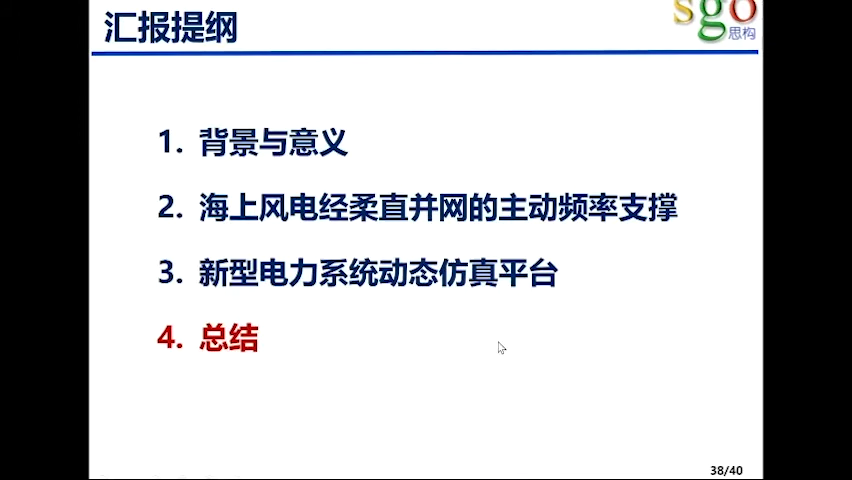 汇报提纲
sgo
思构
1. 背景与意义
2. 海上风电经柔直并网的主动频率支撑
3. 新型电力系统动态仿真平台
4. 总结
38/40